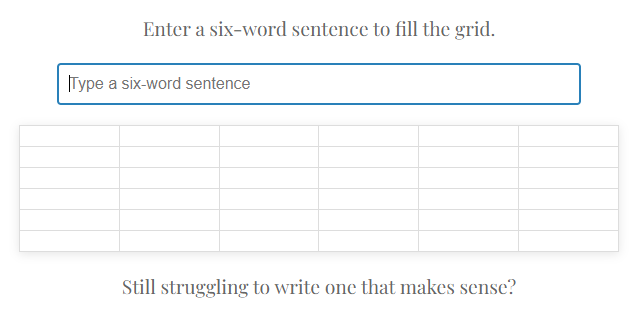 Enter a six-word sentence to fill the grid.
Type a six-word sentence
Still struggling to write one that makes sense?